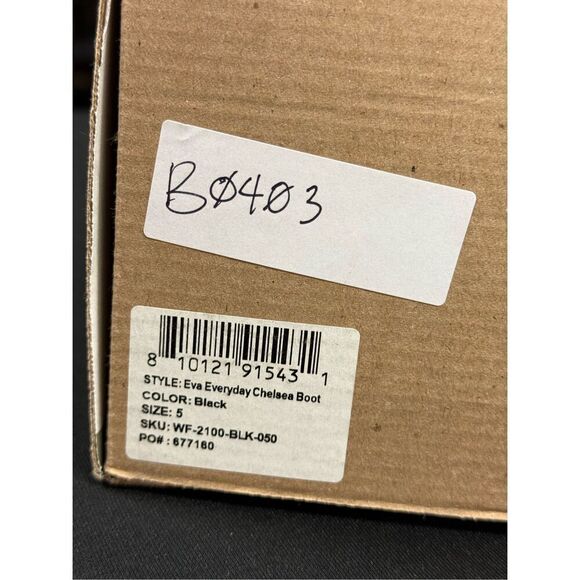 BØ4Ø3
8 10121 91543 1
STYLE: Eva Everyday Chelsea Boot
COLOR: Black
SIZE: 5
SKU: WF-2100-BLK-050
PO# : 677160